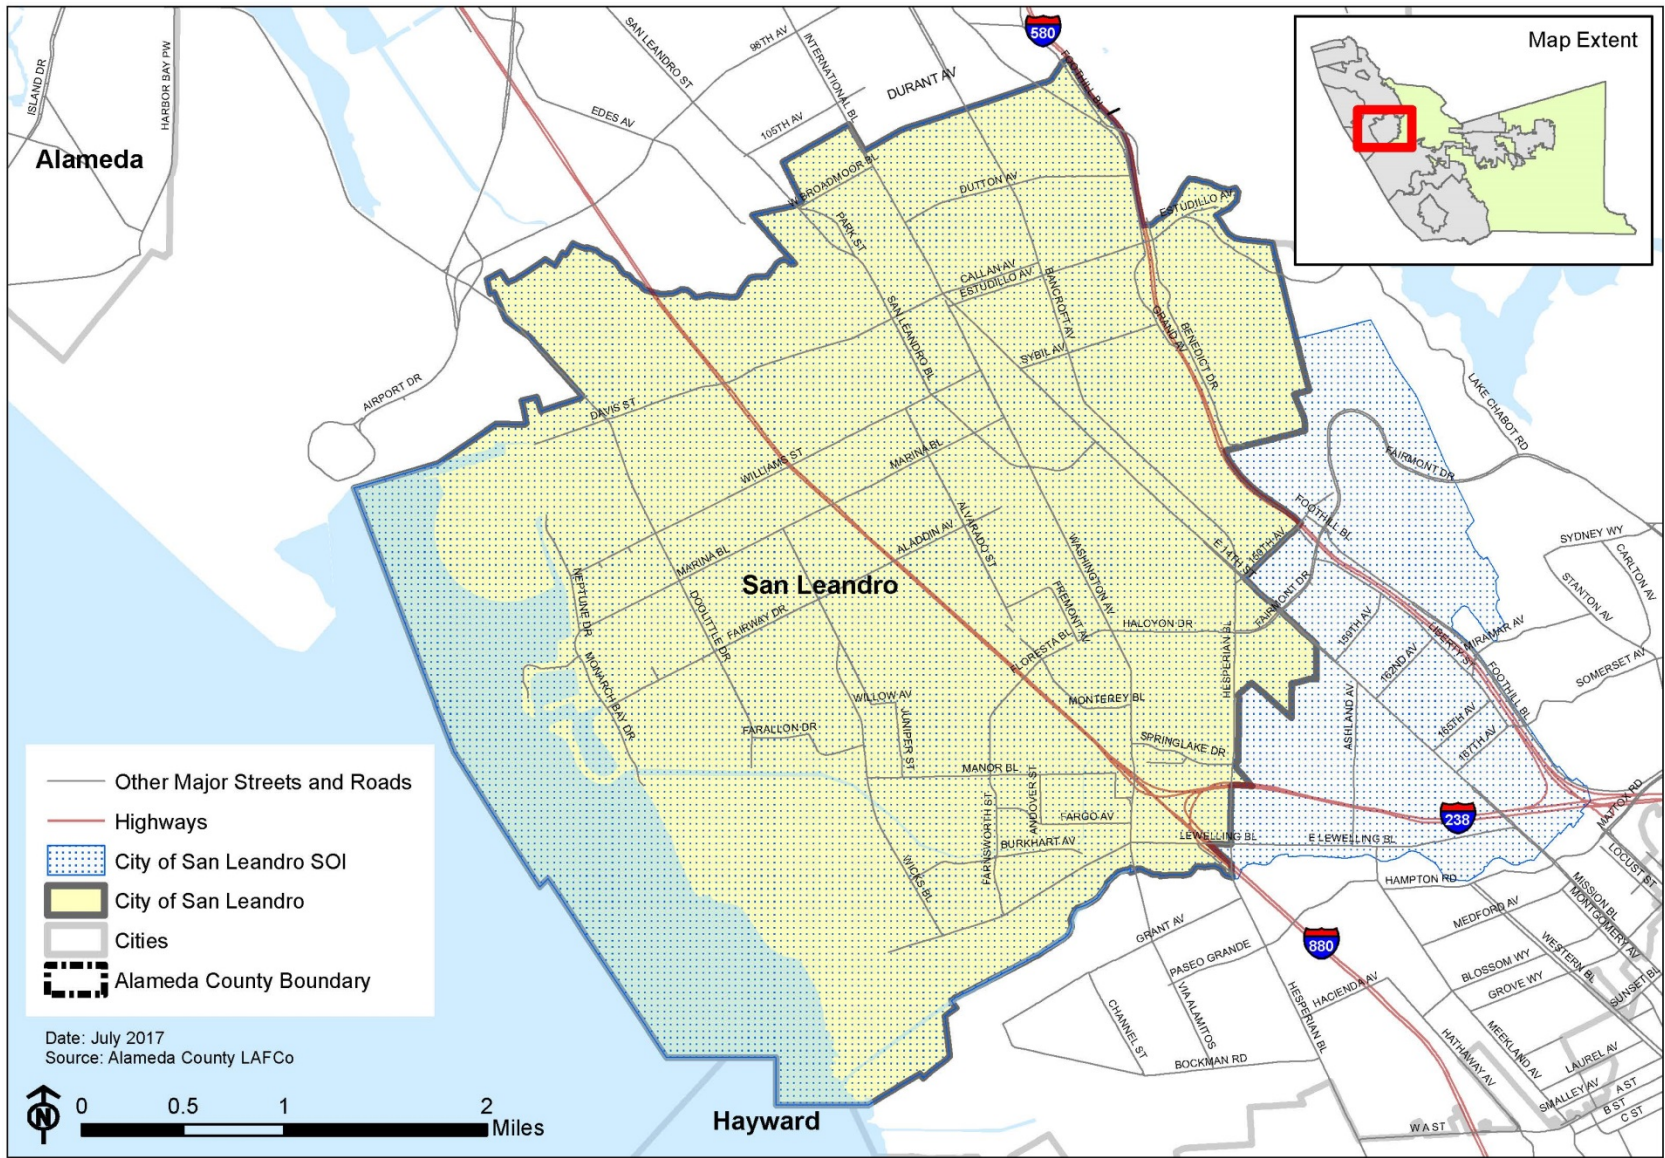 580
Map Extent
ISLAND DR
HARBOR BAY PW
SAN LEANDRO ST
98TH AV
INTERNATIONAL BL
FOOTHILL BL
DURANT AV
EDES AV
105TH AV
Alameda
W BROADMOOR BL
DUTTON AV
ESTUDILLO AV
PARK ST
CALLAN AV
ESTUDILLO AV
BANCROFT AV
SAN LEANDRO BL
GRAND AV
BENEDICT DR
SYBIL AV
AIRPORT DR
LAKE CHABOT RD
DAVIS ST
WILLIAMS ST
MARINA BL
FAIRMONT DR
FOOTHILL BL
ALVARADO ST
ALADDIN AV
WASHINGTON AV
E 14TH ST
150TH AV
SYDNEY WY
CARLTON AV
STANTON AV
MARINA BL
NEPTUNE DR
San Leandro
DOOLITTLE DR
FAIRWAY DR
FREMONT AV
HALCYON DR
FAIRMONT DR
159TH AV
LIBERTY ST
MIRAMAR AV
FLORESTA BL
HESPERIAN BL
162ND AV
FOOTHILL BL
SOMERSET AV
MONARCH BAY DR
WILLOW AV
MONTEREY BL
JUNIPER ST
ASHLAND AV
165TH AV
167TH AV
FARALLON DR
SPRINGLAKE DR
MANOR BL
ANDOVER ST
FARNSWORTH ST
FARGO AV
238
MATTOX RD
LEWELLING BL
E LEWELLING BL
BURKHART AV
LOCUST ST
WICKS BL
HAMPTON RD
MISSION BL
MONTGOMERY AV
MEDFORD AV
GRANT AV
880
WESTERN BL
PASEO GRANDE
BLOSSOM WY
SUNSET BL
GROVE WY
HACIENDA AV
VIA ALAMITOS
CHANNEL ST
HESPERIAN BL
HATHAWAY AV
MEEKLAND AV
BOCKMAN RD
LAUREL AV
SMALLEY AV
A ST
B ST
C ST
W A ST
Hayward
Other Major Streets and Roads
Highways
City of San Leandro SOI
City of San Leandro
Cities
Alameda County Boundary
Date: July 2017
Source: Alameda County LAFCo
N
0 0.5 1 2
Miles